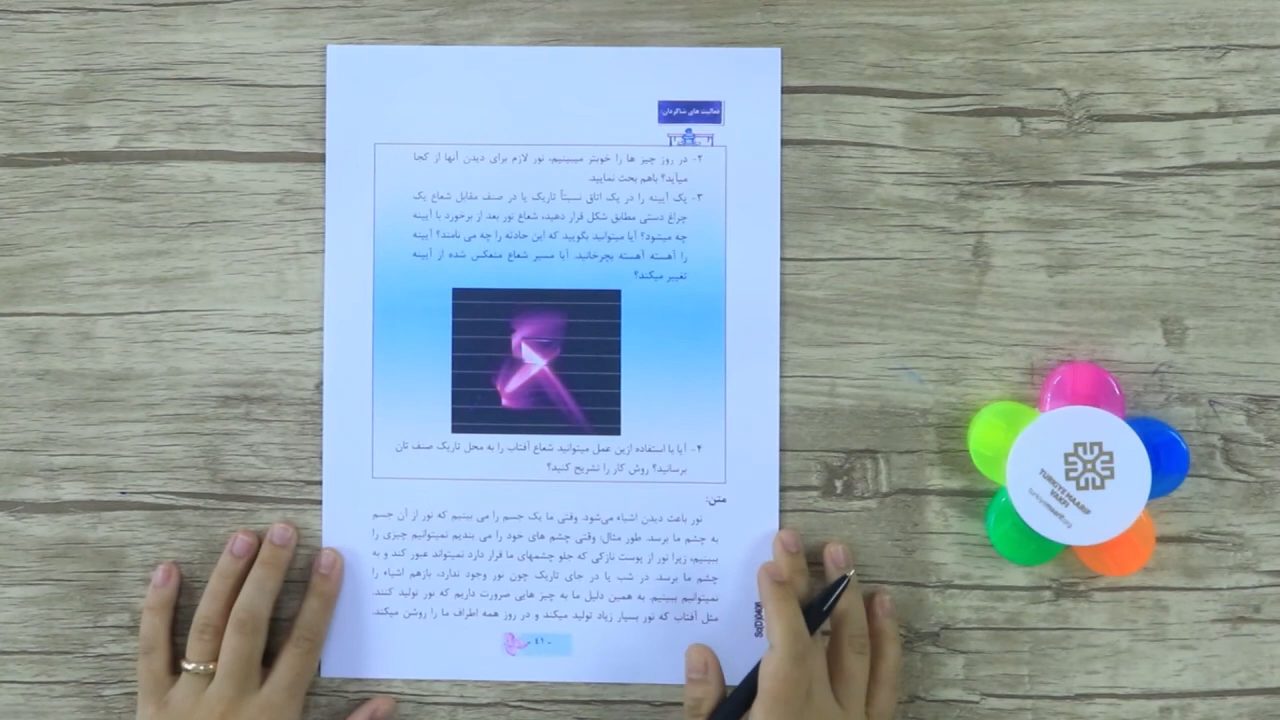 فعالیت های شاگردان
۲- در روز چیز ها را خوبتر میبینیم، نور لازم برای دیدن آنها از کجا
میآید؟ باهم بحث نمایید.
۳- یک آیینه را در یک اتاق نسبتاً تاریک یا در صنف مقابل شعاع یک
چراغ دستی مطابق شکل قرار دهید، شعاع نور بعد از برخورد با آیینه
چه میشود؟ آیا میتوانید بگویید که این حادثه را چه می نامند؟ آیینه
را آهسته آهسته بچرخانید. آیا مسیر شعاع منعکس شده از آیینه
تغییر میکند؟
۴- آیا با استفاده ازین عمل میتوانید شعاع آفتاب را به محل تاریک صنف تان
برسانید؟ روش کار را تشریح کنید؟
متن:
نور باعث دیدن اشیاء می‌شود. وقتی ما یک جسم را می بینیم که نور از آن جسم
به چشم ما برسد. طور مثال: وقتی چشم های خود را می بندیم نمیتوانیم چیزی را
ببینیم، زیرا نور از پوست نازکی که جلو چشمهای ما قرار دارد نمیتواند عبور کند و به
چشم ما برسد. در شب یا در جای تاریک چون نور وجود ندارد، بازهم اشیاء را
نمیتوانیم ببینیم. به همین دلیل ما به چیز هایی ضرورت داریم که نور تولید کنند.
مثل آفتاب که نور بسیار زیاد تولید میکند و در روز همه اطراف ما را روشن میکند.
- ٤١ -
TÜRKİYE MAARİF
VAKFI
turkiyemaarif.org